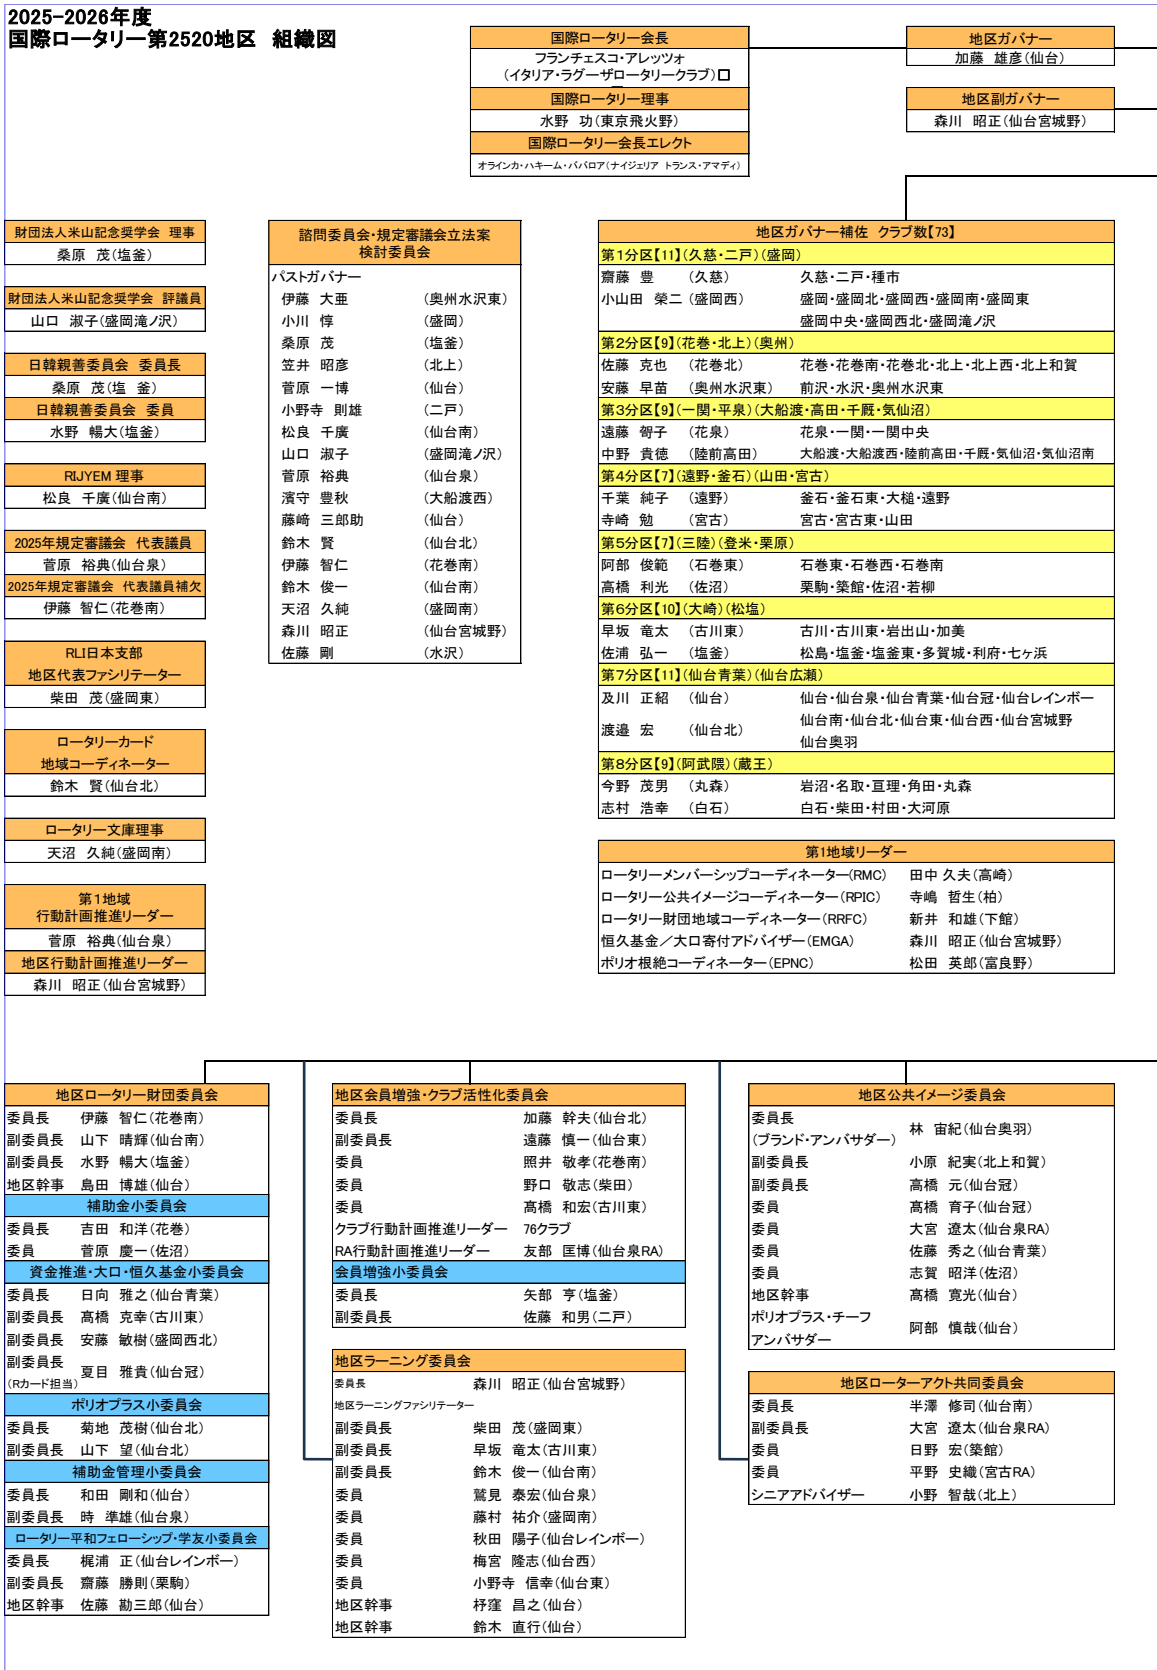 2025-2026年度
国際ロータリー第2520地区 組織図
国際ロータリー会長
フランチェスコ・アレッツォ
(イタリア・ラグーザロータリークラブ)
国際ロータリー理事
水野 功(東京飛火野)
国際ロータリー会長エレクト
オラインカ・ハキーム・ババロア(ナイジェリア トランス・アマディ)
地区ガバナー
加藤 雄彦(仙台)
地区副ガバナー
森川 昭正(仙台宮城野)
財団法人米山記念奨学会 理事
桑原 茂(塩釜)
財団法人米山記念奨学会 評議員
山口 淑子(盛岡滝ノ沢)
日韓親善委員会 委員長
桑原 茂(塩 釜)
日韓親善委員会 委員
水野 暢大(塩釜)
RIJYEM 理事
松良 千廣(仙台南)
2025年規定審議会 代表議員
菅原 裕典(仙台泉)
2025年規定審議会 代表議員補欠
伊藤 智仁(花巻南)
RLI日本支部
地区代表ファシリテーター
柴田 茂(盛岡東)
ロータリーカード
地域コーディネーター
鈴木 賢(仙台北)
ロータリー文庫理事
天沼 久純(盛岡南)
第1地域
行動計画推進リーダー
菅原 裕典(仙台泉)
地区行動計画推進リーダー
森川 昭正(仙台宮城野)
諮問委員会・規定審議会立法案
検討委員会
パストガバナー
伊藤 大亜 (奥州水沢東)
小川 惇 (盛岡)
桑原 茂 (塩釜)
笠井 昭彦 (北上)
菅原 一博 (仙台)
小野寺 則雄 (二戸)
松良 千廣 (仙台南)
山口 淑子 (盛岡滝ノ沢)
菅原 裕典 (仙台泉)
濱守 豊秋 (大船渡西)
藤﨑 三郎助 (仙台)
鈴木 賢 (仙台北)
伊藤 智仁 (花巻南)
鈴木 俊一 (仙台南)
天沼 久純 (盛岡南)
森川 昭正 (仙台宮城野)
佐藤 剛 (水沢)
地区ガバナー補佐 クラブ数【73】
第1分区【11】(久慈・二戸)(盛岡)
齋藤 豊 (久慈) 久慈・二戸・種市
小山田 榮二 (盛岡西) 盛岡・盛岡北・盛岡西・盛岡南・盛岡東
盛岡中央・盛岡西北・盛岡滝ノ沢
第2分区【9】(花巻・北上)(奥州)
佐藤 克也 (花巻北) 花巻・花巻南・花巻北・北上・北上西・北上和賀
安藤 早苗 (奥州水沢東) 前沢・水沢・奥州水沢東
第3分区【9】(一関・平泉)(大船渡・高田・千厩・気仙沼)
遠藤 聟子 (花泉) 花泉・一関・一関中央
中野 貴徳 (陸前高田) 大船渡・大船渡西・陸前高田・千厩・気仙沼・気仙沼南
第4分区【7】(遠野・釜石)(山田・宮古)
千葉 純子 (遠野) 釜石・釜石東・大槌・遠野
寺崎 勉 (宮古) 宮古・宮古東・山田
第5分区【7】(三陸)(登米・栗原)
阿部 俊範 (石巻東) 石巻東・石巻西・石巻南
高橋 利光 (佐沼) 栗駒・築館・佐沼・若柳
第6分区【10】(大崎)(松塩)
早坂 竜太 (古川東) 古川・古川東・岩出山・加美
佐浦 弘一 (塩釜) 松島・塩釜・塩釜東・多賀城・利府・七ヶ浜
第7分区【11】(仙台青葉)(仙台広瀬)
及川 正紹 (仙台) 仙台・仙台泉・仙台青葉・仙台冠・仙台レインボー
渡邉 宏 (仙台北) 仙台南・仙台北・仙台東・仙台西・仙台宮城野
仙台奥羽
第8分区【9】(阿武隈)(蔵王)
今野 茂男 (丸森) 岩沼・名取・亘理・角田・丸森
志村 浩幸 (白石) 白石・柴田・村田・大河原
第1地域リーダー
ロータリーメンバーシップコーディネーター(RMC) 田中 久夫(高崎)
ロータリー公共イメージコーディネーター(RPIC) 寺嶋 哲生(柏)
ロータリー財団地域コーディネーター(RRFC) 新井 和雄(下館)
恒久基金／大口寄付アドバイザー(EMGA) 森川 昭正(仙台宮城野)
ポリオ根絶コーディネーター(EPNC) 松田 英郎(富良野)
地区ロータリー財団委員会
委員長 伊藤 智仁(花巻南)
副委員長 山下 晴輝(仙台南)
副委員長 水野 暢大(塩釜)
地区幹事 島田 博雄(仙台)
補助金小委員会
委員長 吉田 和洋(花巻)
委員 菅原 慶一(佐沼)
資金推進・大口・恒久基金小委員会
委員長 日向 雅之(仙台青葉)
副委員長 髙橋 克幸(古川東)
副委員長 安藤 敏樹(盛岡西北)
副委員長
(Rカード担当) 夏目 雅貴(仙台冠)
ポリオプラス小委員会
委員長 菊地 茂樹(仙台北)
副委員長 山下 望(仙台北)
補助金管理小委員会
委員長 和田 剛和(仙台)
副委員長 時 準雄(仙台泉)
ロータリー平和フェローシップ・学友小委員会
委員長 梶浦 正(仙台レインボー)
副委員長 齋藤 勝則(栗駒)
地区幹事 佐藤 勘三郎(仙台)
地区会員増強・クラブ活性化委員会
委員長 加藤 幹夫(仙台北)
副委員長 遠藤 慎一(仙台東)
委員 照井 敬孝(花巻南)
委員 野口 敬志(柴田)
委員 髙橋 和宏(古川東)
クラブ行動計画推進リーダー 76クラブ
RA行動計画推進リーダー 友部 匡博(仙台泉RA)
会員増強小委員会
委員長 矢部 亨(塩釜)
副委員長 佐藤 和男(二戸)
地区ラーニング委員会
委員長 森川 昭正(仙台宮城野)
地区ラーニングファシリテーター
副委員長 柴田 茂(盛岡東)
副委員長 早坂 竜太(古川東)
副委員長 鈴木 俊一(仙台南)
委員 鷲見 泰宏(仙台泉)
委員 藤村 祐介(盛岡南)
委員 秋田 陽子(仙台レインボー)
委員 梅宮 隆志(仙台西)
委員 小野寺 信幸(仙台東)
地区幹事 杼窪 昌之(仙台)
地区幹事 鈴木 直行(仙台)
地区公共イメージ委員会
委員長
(ブランド・アンバサダー) 林 宙紀(仙台奥羽)
副委員長 小原 紀実(北上和賀)
副委員長 高橋 元(仙台冠)
委員 髙橋 育子(仙台冠)
委員 大宮 遼太(仙台泉RA)
委員 佐藤 秀之(仙台青葉)
委員 志賀 昭洋(佐沼)
地区幹事 髙橋 寛光(仙台)
ポリオプラス・チーフ
アンバサダー 阿部 慎哉(仙台)
地区ローターアクト共同委員会
委員長 半澤 修司(仙台南)
副委員長 大宮 遼太(仙台泉RA)
委員 日野 宏(築館)
委員 平野 史織(宮古RA)
シニアアドバイザー 小野 智哉(北上)